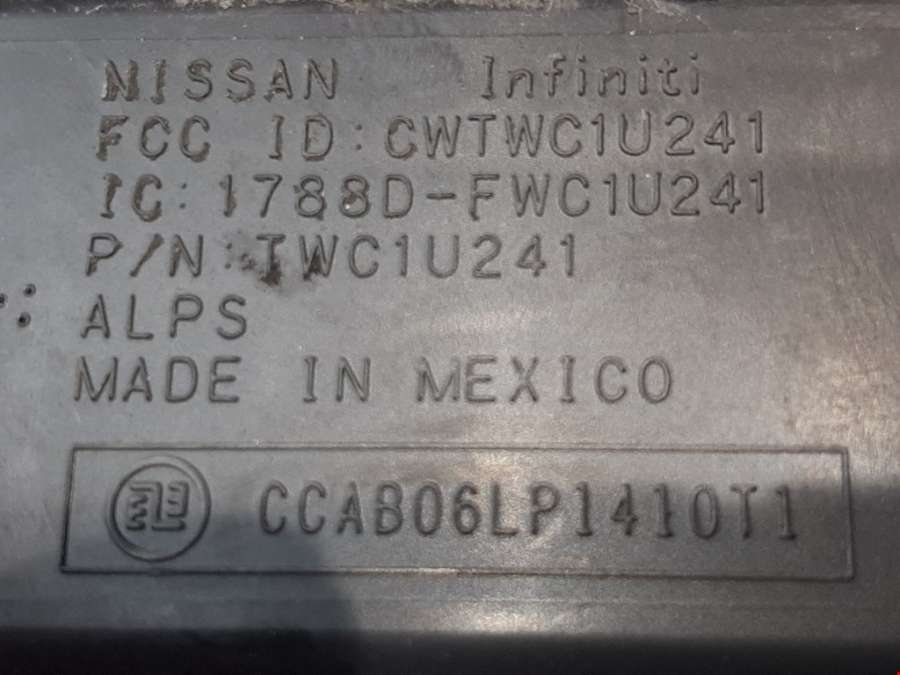 NISSAN Infiniti
FCC ID:CWTWC1U241
IC:1788D-FWC1U241
P/N:TWC1U241
ALPS
MADE IN MEXICO
CCAB06LP1410T1